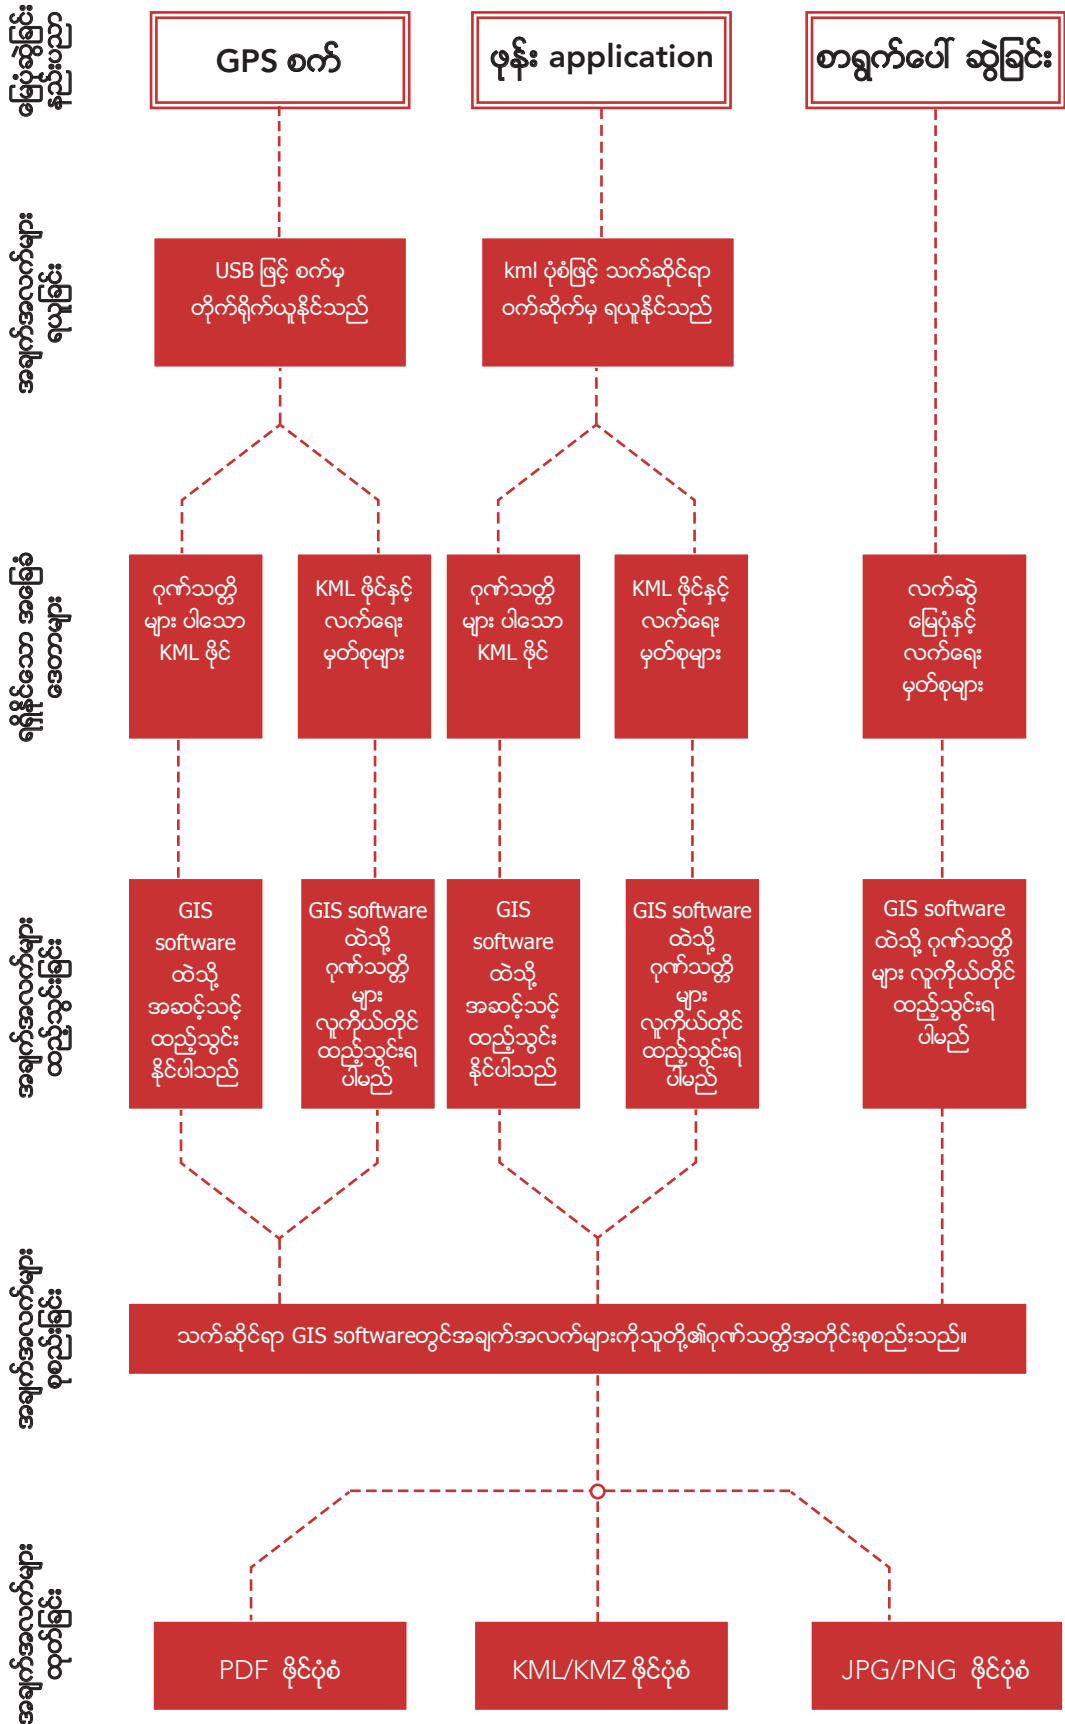 မြေပုံဆွဲခြင်း
နည်းပညာ
GPS စက်
ဖုန်း application
စာရွက်ပေါ် ဆွဲခြင်း
အချက်အလက်များ
ရယူခြင်း
USB ဖြင့် စက်မှ
တိုက်ရိုက်ယူနိုင်သည်
kml ပုံစံဖြင့် သက်ဆိုင်ရာ
ဝက်ဆိုက်မှ ရယူနိုင်သည်
ရရှိနိုင်သော အခြေခံ
ဒေတာများ
ဂုဏ်သတ္တိ
များ ပါသော
KML ဖိုင်
KML ဖိုင်နှင့်
လက်ရေး
မှတ်စုများ
ဂုဏ်သတ္တိ
များ ပါသော
KML ဖိုင်
KML ဖိုင်နှင့်
လက်ရေး
မှတ်စုများ
လက်ဆွဲ
မြေပုံနှင့်
လက်ရေး
မှတ်စုများ
အချက်အလက်များ
ထည့်သွင်းခြင်း
GIS
software
ထဲသို့
အဆင့်သင့်
ထည့်သွင်း
နိုင်ပါသည်
GIS software
ထဲသို့
ဂုဏ်သတ္တိ
များ
လူကိုယ်တိုင်
ထည့်သွင်းရ
ပါမည်
GIS
software
ထဲသို့
အဆင့်သင့်
ထည့်သွင်း
နိုင်ပါသည်
GIS software
ထဲသို့
ဂုဏ်သတ္တိ
များ
လူကိုယ်တိုင်
ထည့်သွင်းရ
ပါမည်
GIS software
ထဲသို့ ဂုဏ်သတ္တိ
များ လူကိုယ်တိုင်
ထည့်သွင်းရ
ပါမည်
အချက်အလက်များ
စုစည်းခြင်း
သက်ဆိုင်ရာ GIS softwareတွင်အချက်အလက်များကိုသူတို့၏ဂုဏ်သတ္တိအတိုင်းစုစည်းသည်။
အချက်အလက်များ
ထုတ်ခြင်း
PDF ဖိုင်ပုံစံ
KML/KMZ ဖိုင်ပုံစံ
JPG/PNG ဖိုင်ပုံစံ